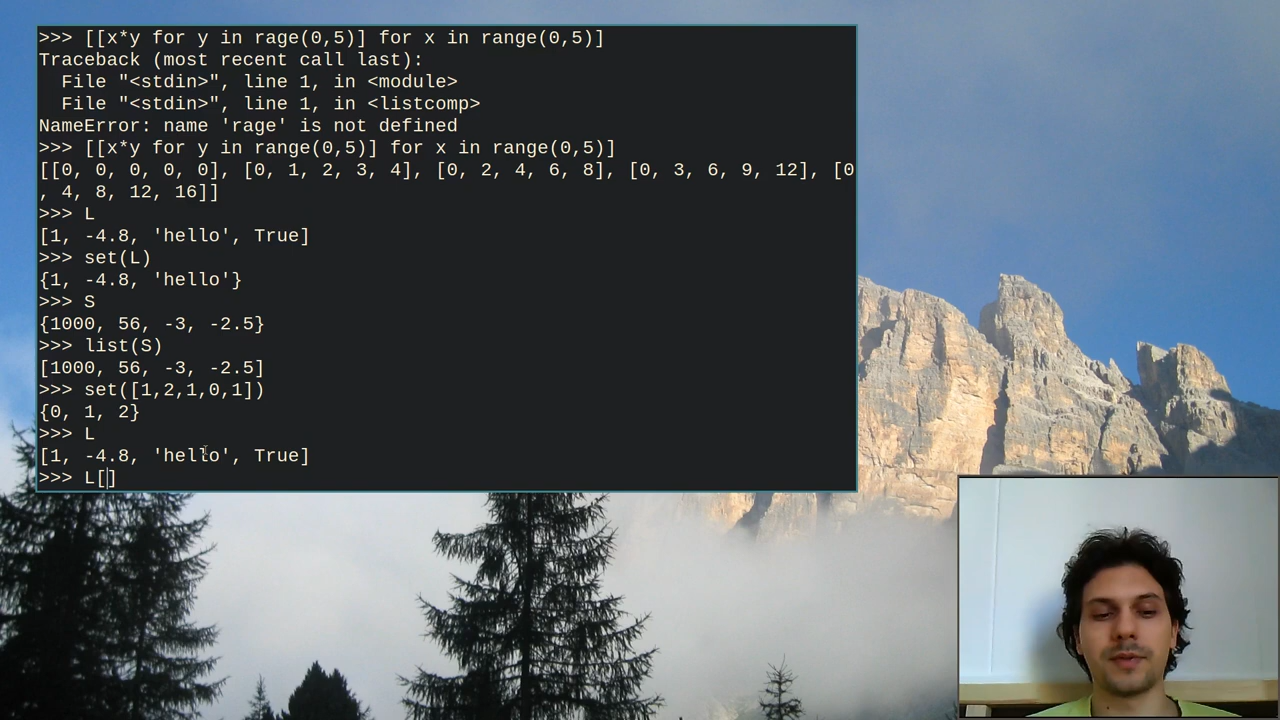 >>> [[x*y for y in rage(0,5)] for x in range(0,5)]
Traceback (most recent call last):
  File "<stdin>", line 1, in <module>
  File "<stdin>", line 1, in <listcomp>
NameError: name 'rage' is not defined
>>> [[x*y for y in range(0,5)] for x in range(0,5)]
[[0, 0, 0, 0, 0], [0, 1, 2, 3, 4], [0, 2, 4, 6, 8], [0, 3, 6, 9, 12], [0
, 4, 8, 12, 16]]
>>> L
[1, -4.8, 'hello', True]
>>> set(L)
{1, -4.8, 'hello'}
>>> S
{1000, 56, -3, -2.5}
>>> list(S)
[1000, 56, -3, -2.5]
>>> set([1,2,1,0,1])
{0, 1, 2}
>>> L
[1, -4.8, 'hello', True]
>>> L[]